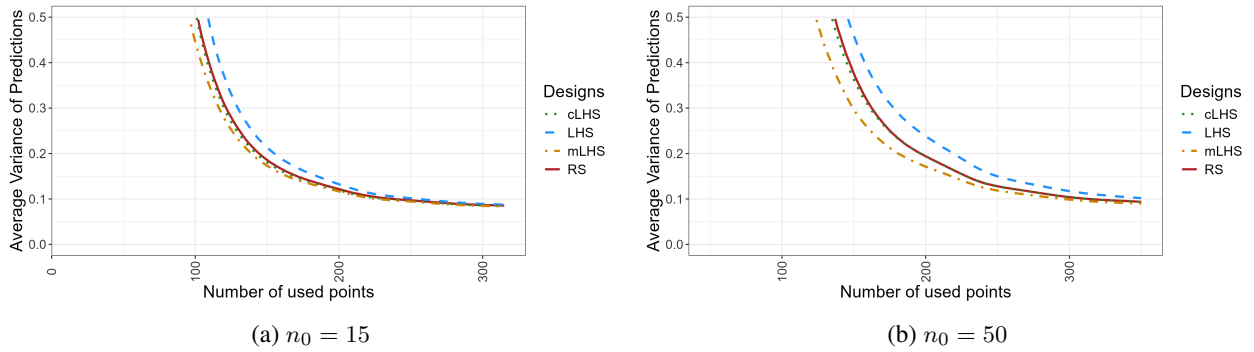 Average Variance of Predictions
0.5
0.4
0.3
0.2
0.1
0.0
0
100
200
300
Number of used points
Designs
cLHS
LHS
mLHS
RS
(a) n₀ = 15
Average Variance of Predictions
0.5
0.4
0.3
0.2
0.1
0.0
100
200
300
Number of used points
Designs
cLHS
LHS
mLHS
RS
(b) n₀ = 50